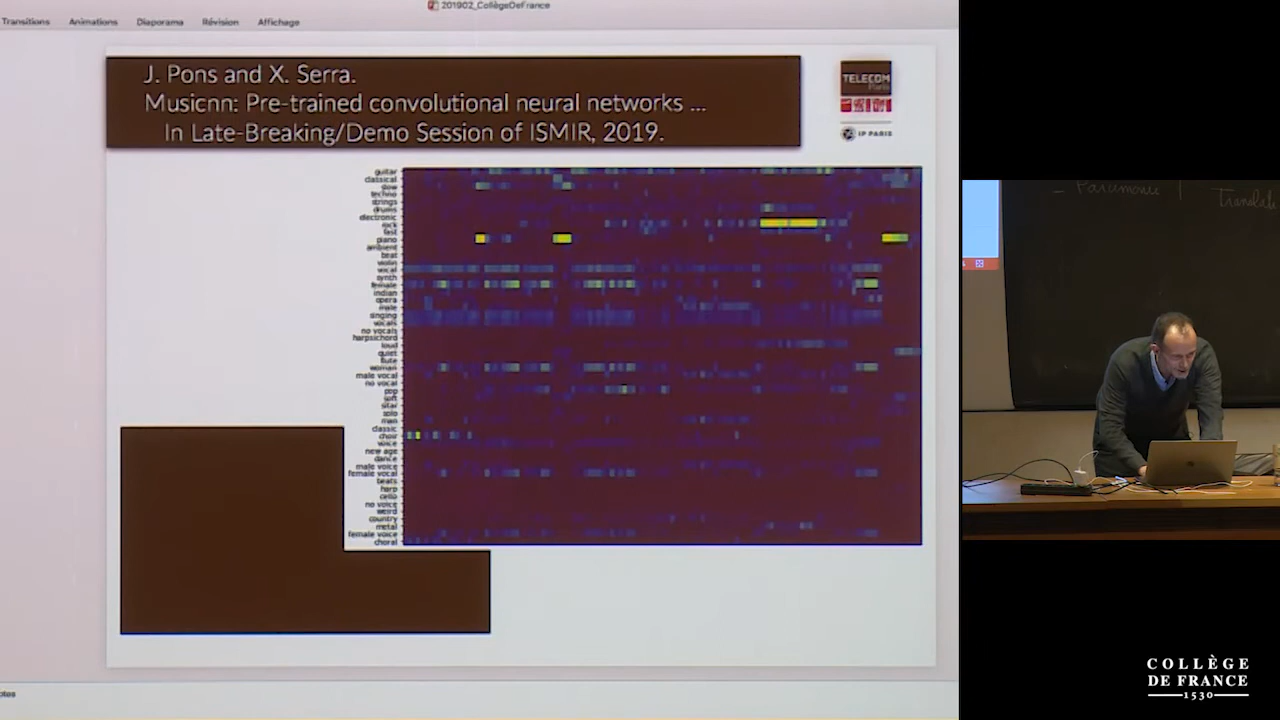 201902_CollègeDeFrance
Transitions
Animations
Diaporama
Révision
Affichage
J. Pons and X. Serra.
Musicnn: Pre-trained convolutional neural networks ...
In Late-Breaking/Demo Session of ISMIR, 2019.
TELECOM
Paris
IP PARIS
guitar
classical
slow
techno
strings
drums
electronic
rock
fast
piano
ambient
beat
violin
vocal
synth
female
indian
opera
male
singing
vocals
no vocals
harpsichord
loud
quiet
flute
woman
male vocal
no vocal
pop
soft
sitar
solo
man
classic
choir
voice
new age
dance
male voice
female vocal
beats
harp
cello
no voice
weird
country
metal
female voice
choral
COLLÈGE
DE FRANCE
1530